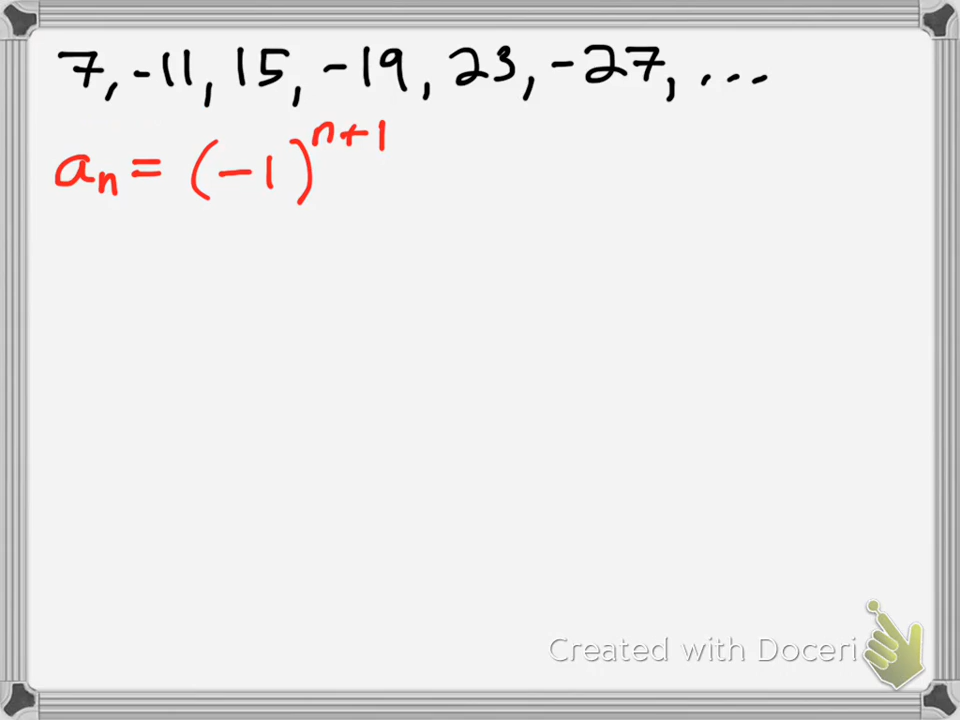 7, -11, 15, -19, 23, -27, ...
aₙ = (-1)ⁿ⁺¹
Created with Doceri